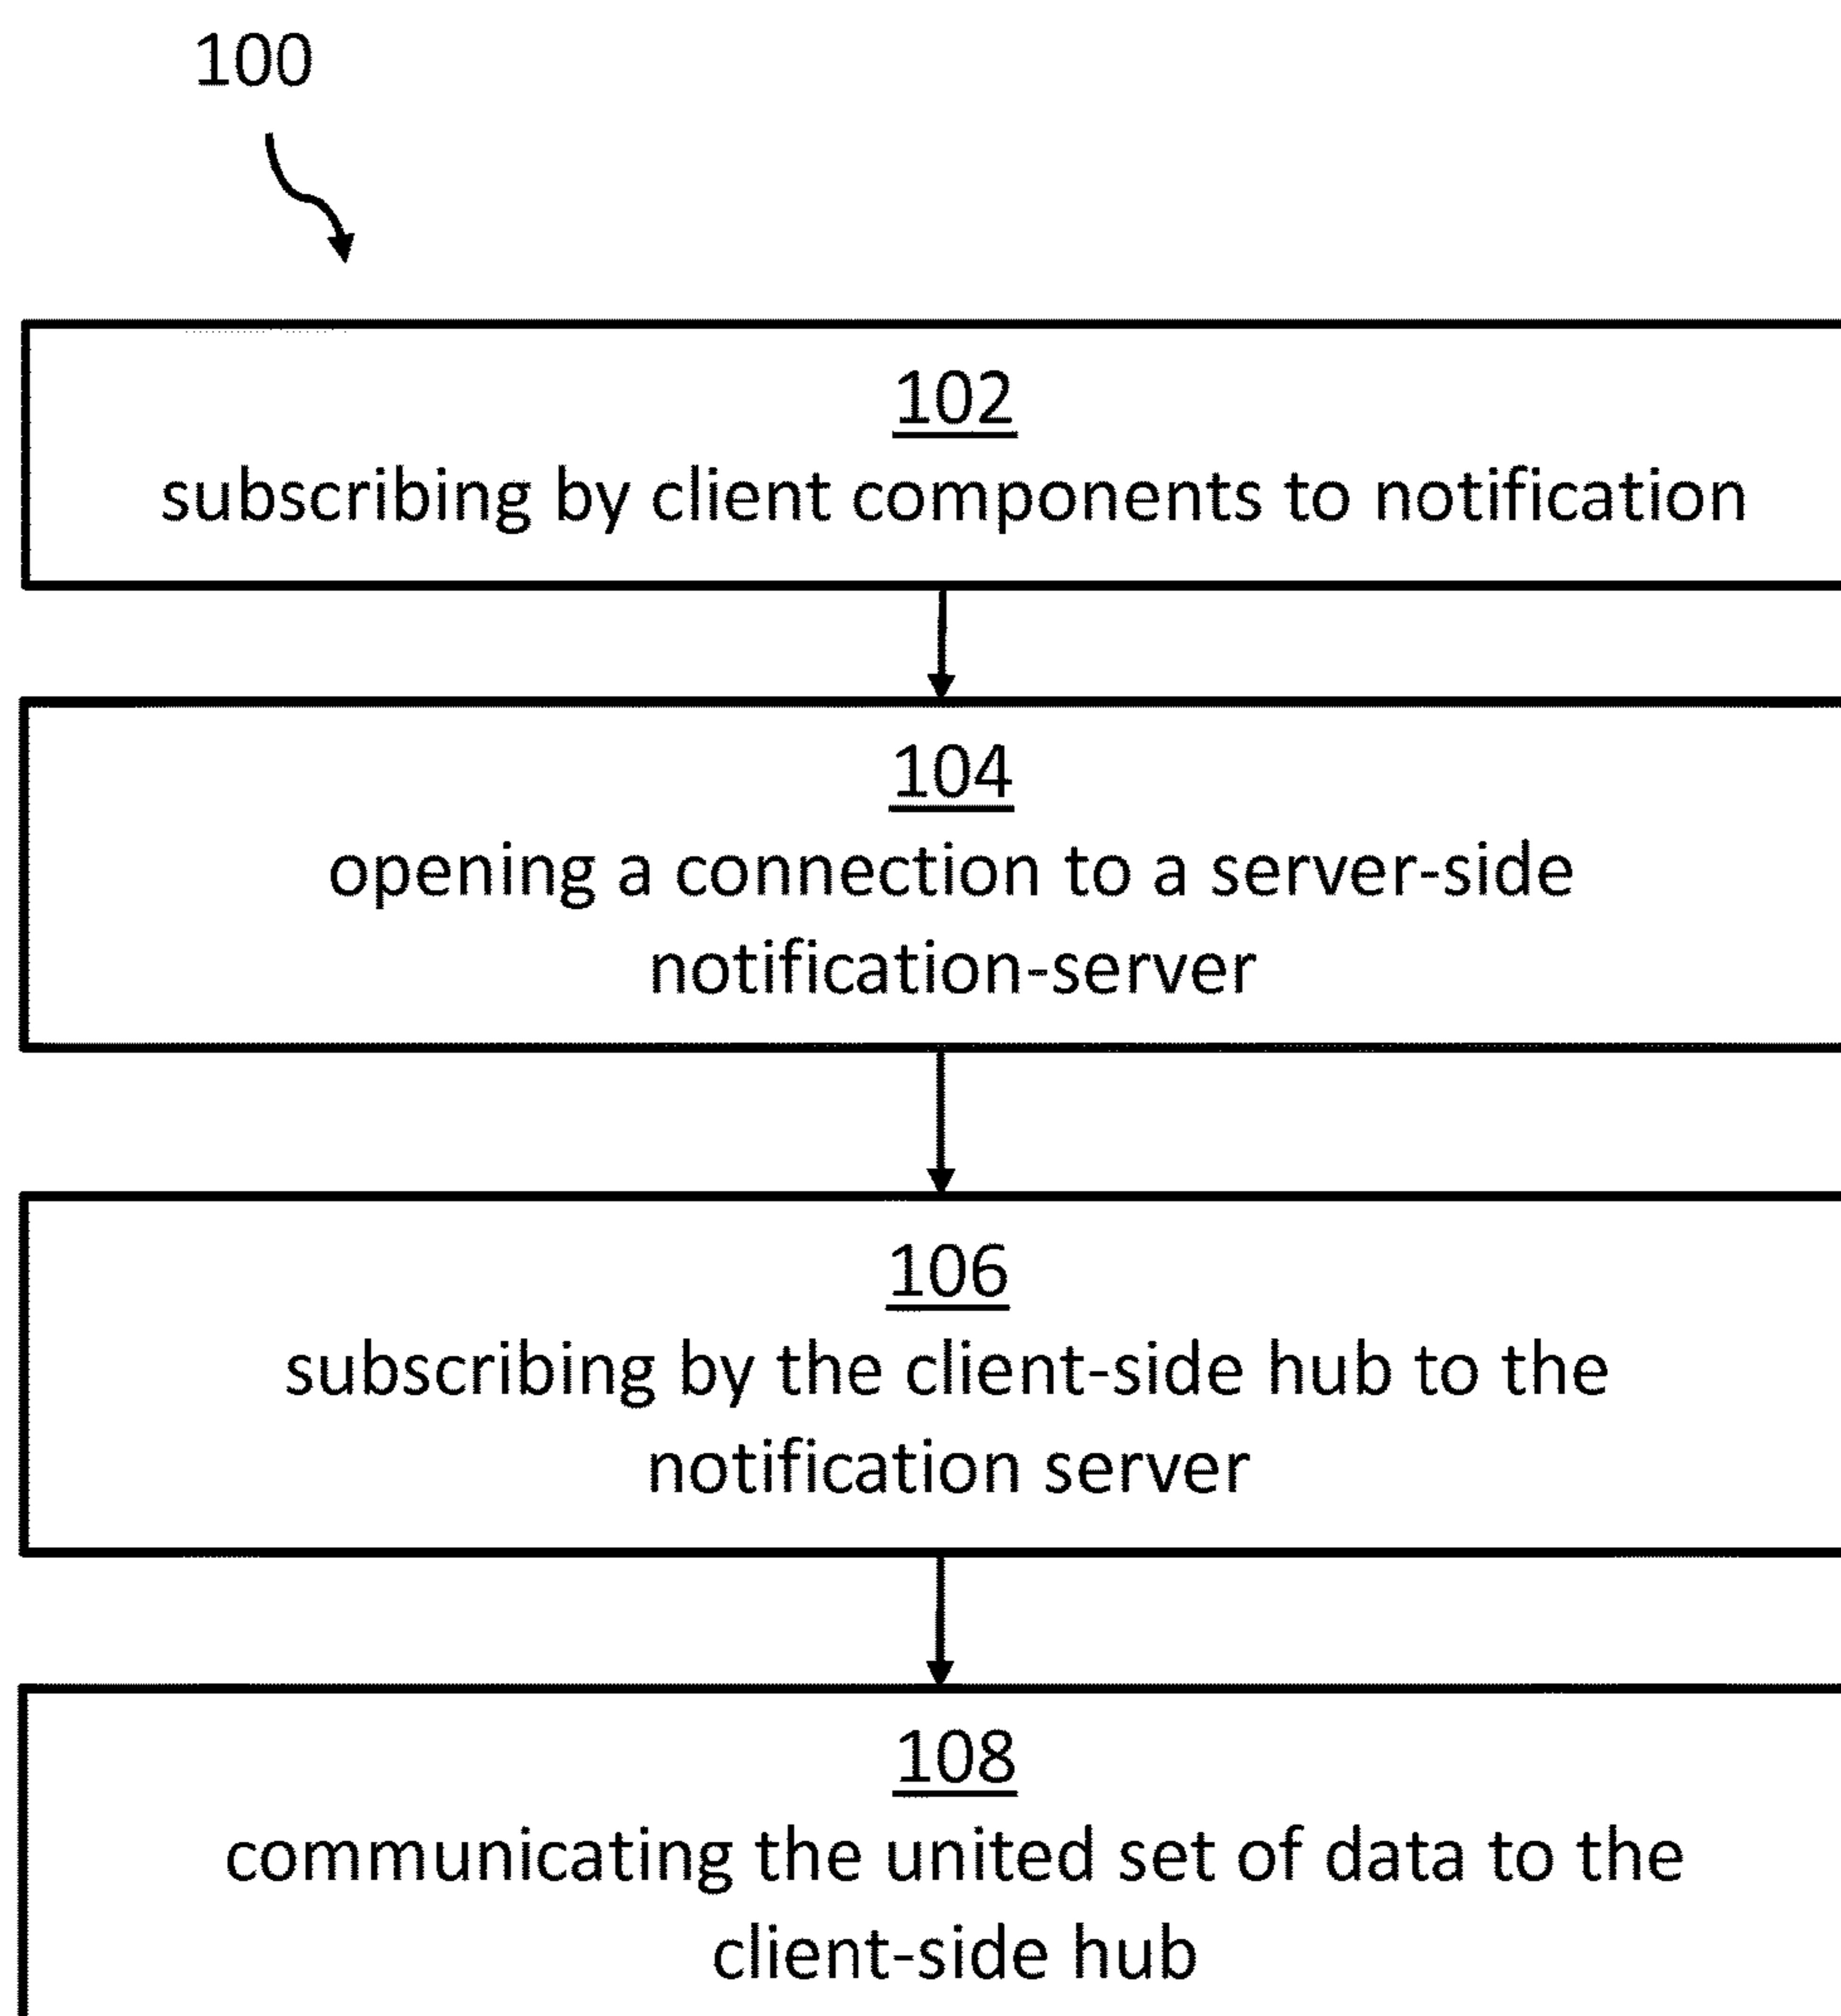 100
102
subscribing by client components to notification
104
opening a connection to a server-side
notification-server
106
subscribing by the client-side hub to the
notification server
108
communicating the united set of data to the
client-side hub